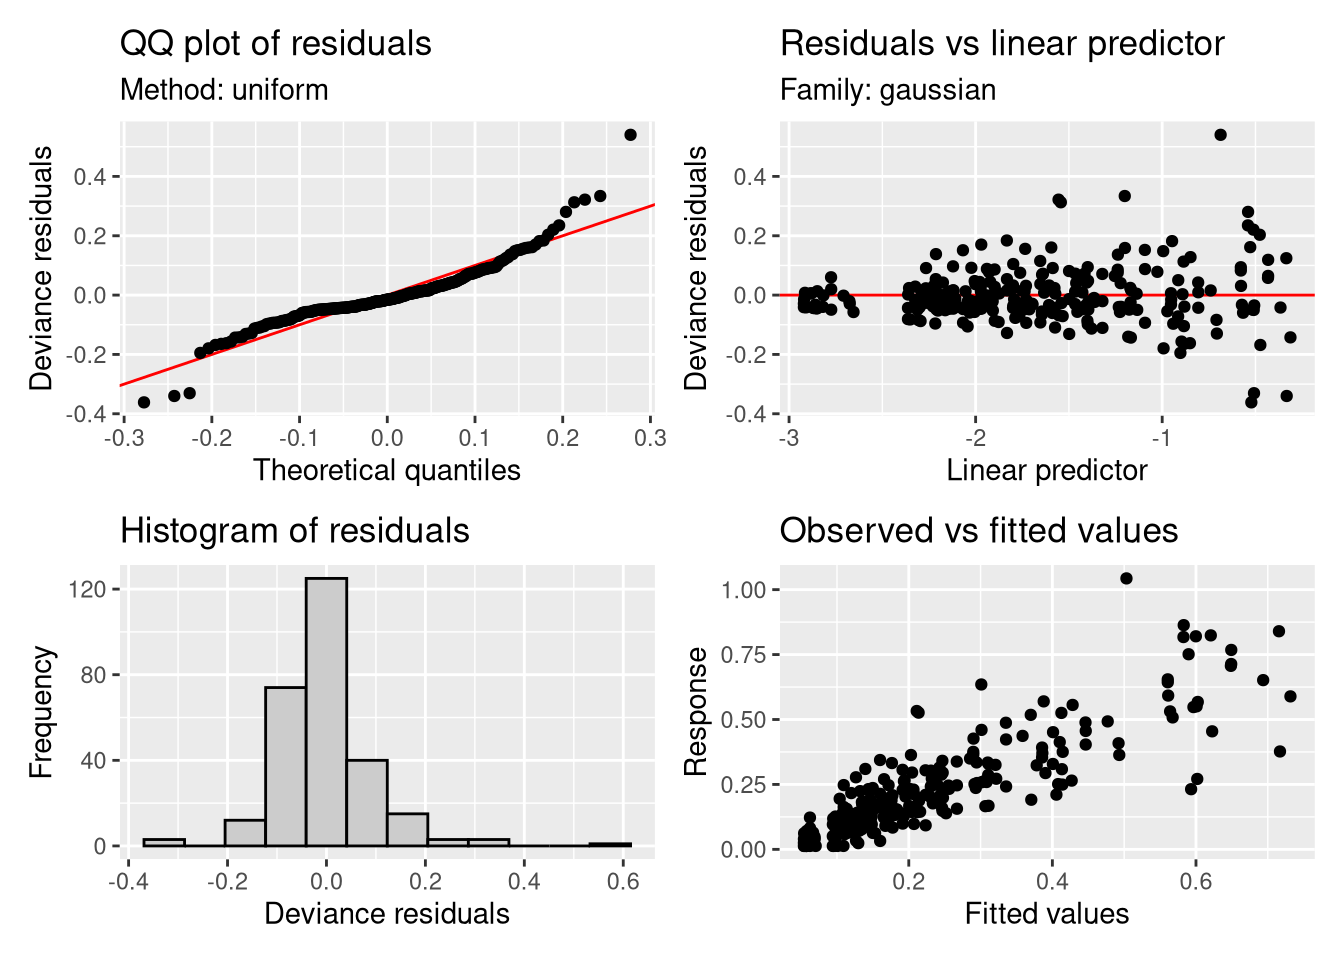 QQ plot of residuals
Method: uniform
Deviance residuals
0.4
0.2
0.0
-0.2
-0.4
-0.3
-0.2
-0.1
0.0
0.1
0.2
0.3
Theoretical quantiles
Residuals vs linear predictor
Family: gaussian
Deviance residuals
0.4
0.2
0.0
-0.2
-0.4
-3
-2
-1
Linear predictor
Histogram of residuals
Frequency
120
80
40
0
-0.4
-0.2
0.0
0.2
0.4
0.6
Deviance residuals
Observed vs fitted values
Response
1.00
0.75
0.50
0.25
0.00
0.2
0.4
0.6
Fitted values